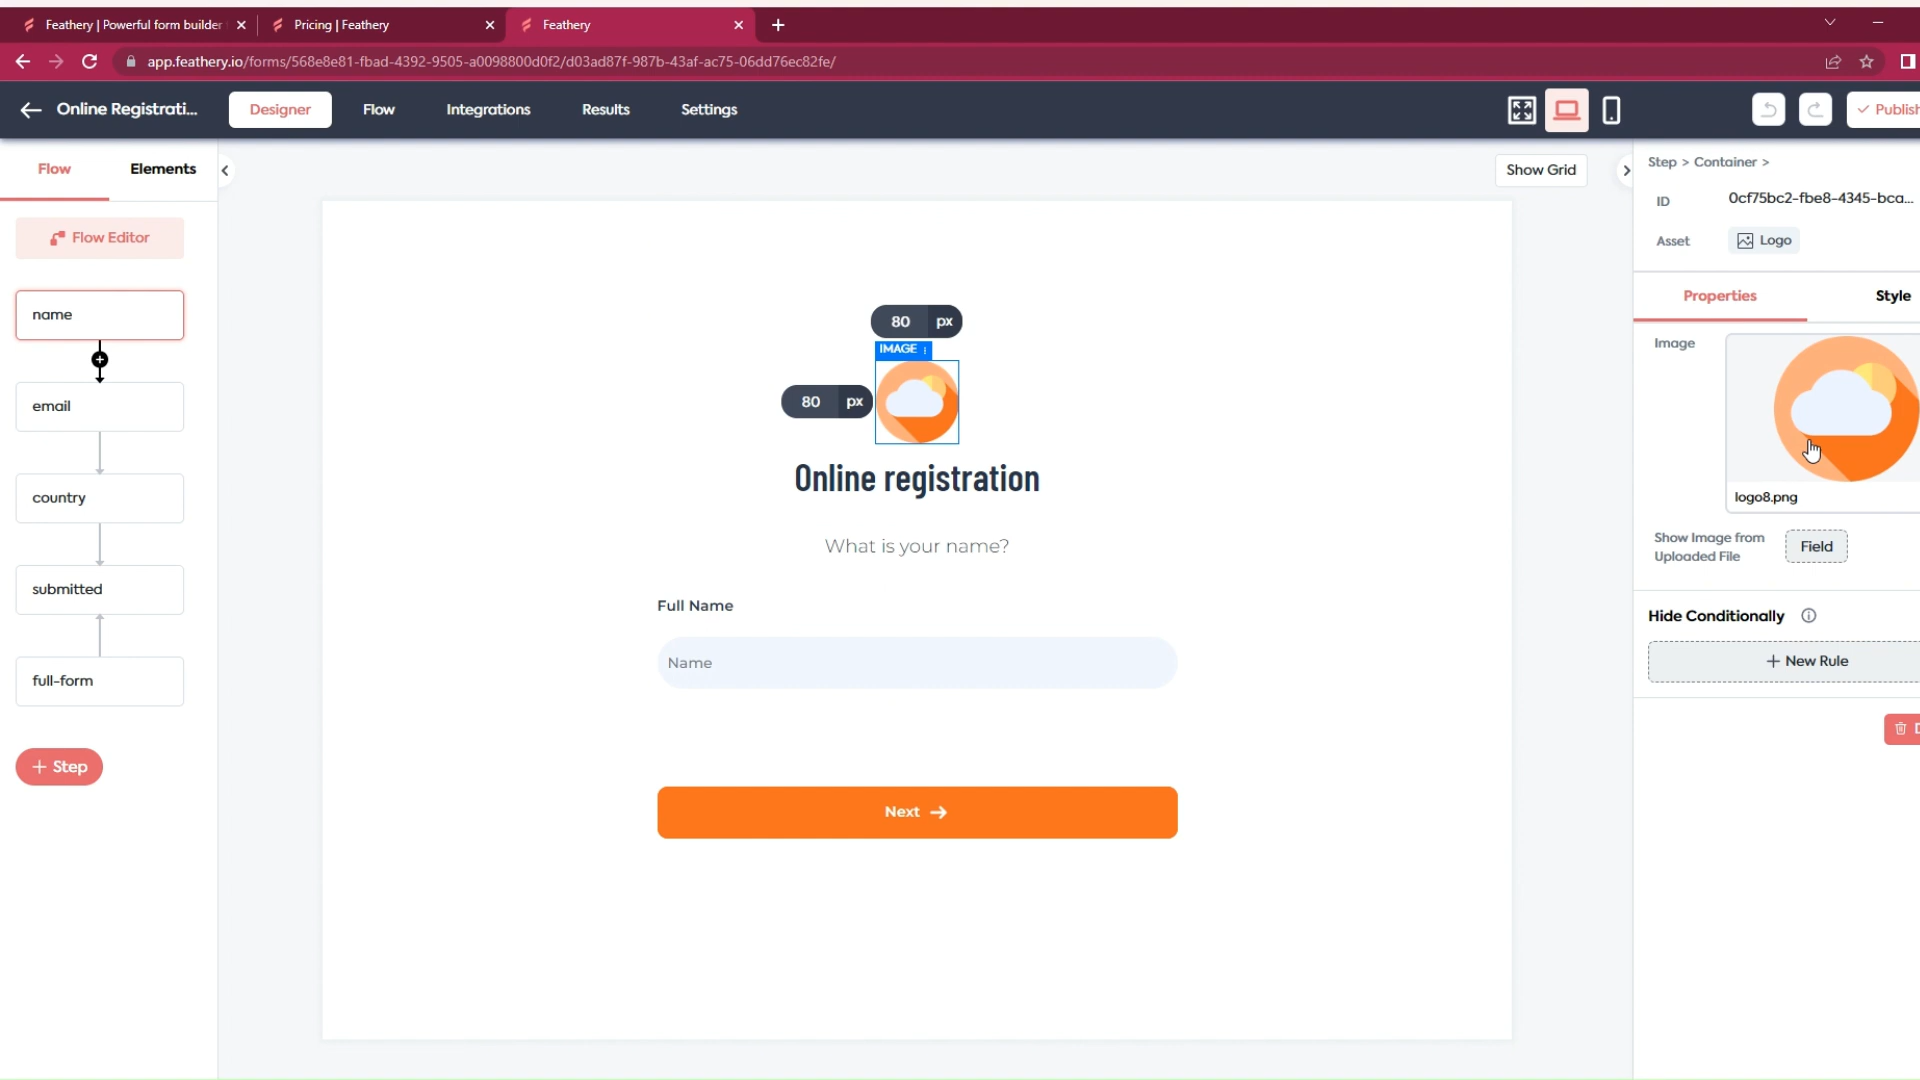 Feathery | Powerful form builder
Pricing | Feathery
Feathery
app.feathery.io/forms/568e8e81-fbad-4392-9505-a0098800d0f2/d03ad87f-987b-43af-ac75-06dd76ec82fe/
Online Registrati...
Designer
Flow
Integrations
Results
Settings
Publish
Flow
Elements
Show Grid
Step > Container >
ID
0cf75bc2-fbe8-4345-bca...
Asset
Logo
Flow Editor
Properties
Style
name
email
country
submitted
full-form
+ Step
80 px
IMAGE
80 px
Online registration
What is your name?
Full Name
Name
Next →
Image
logo8.png
Show Image from
Uploaded File
Field
Hide Conditionally
+ New Rule